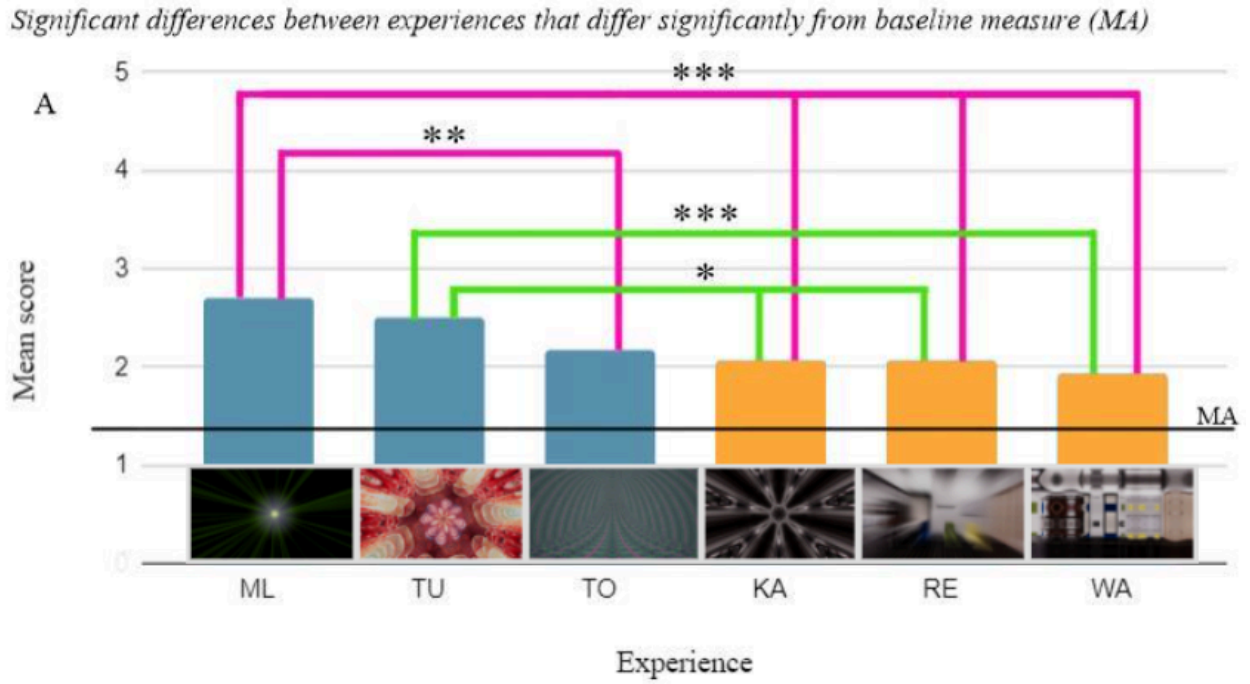 Significant differences between experiences that differ significantly from baseline measure (MA)
A
Mean score
5
4
3
2
1
0
***
**
***
*
MA
ML TU TO KA RE WA
Experience